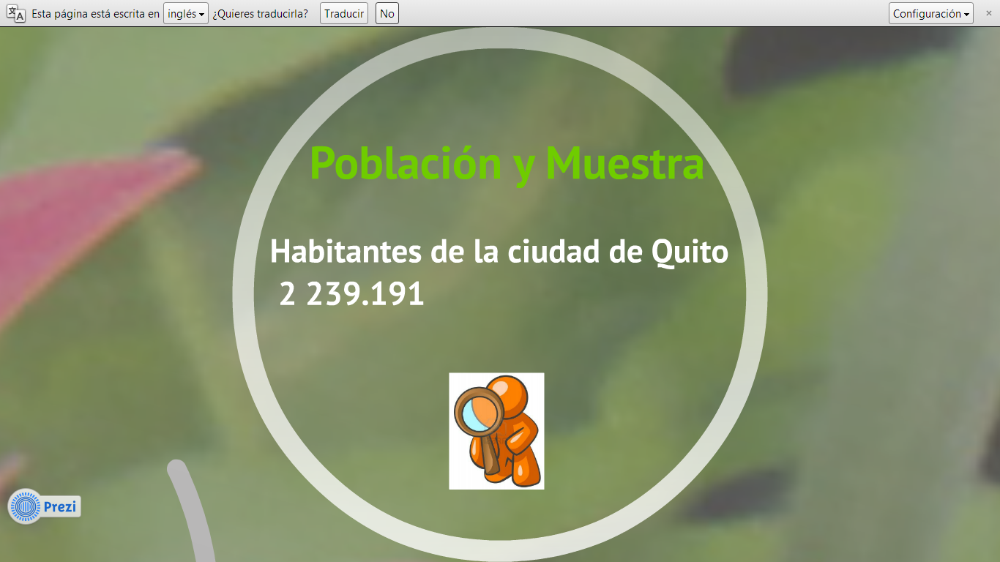 Esta página está escrita en inglés ¿Quieres traducirla? Traducir No Configuración ×
Población y Muestra
Habitantes de la ciudad de Quito
2 239.191
Prezi